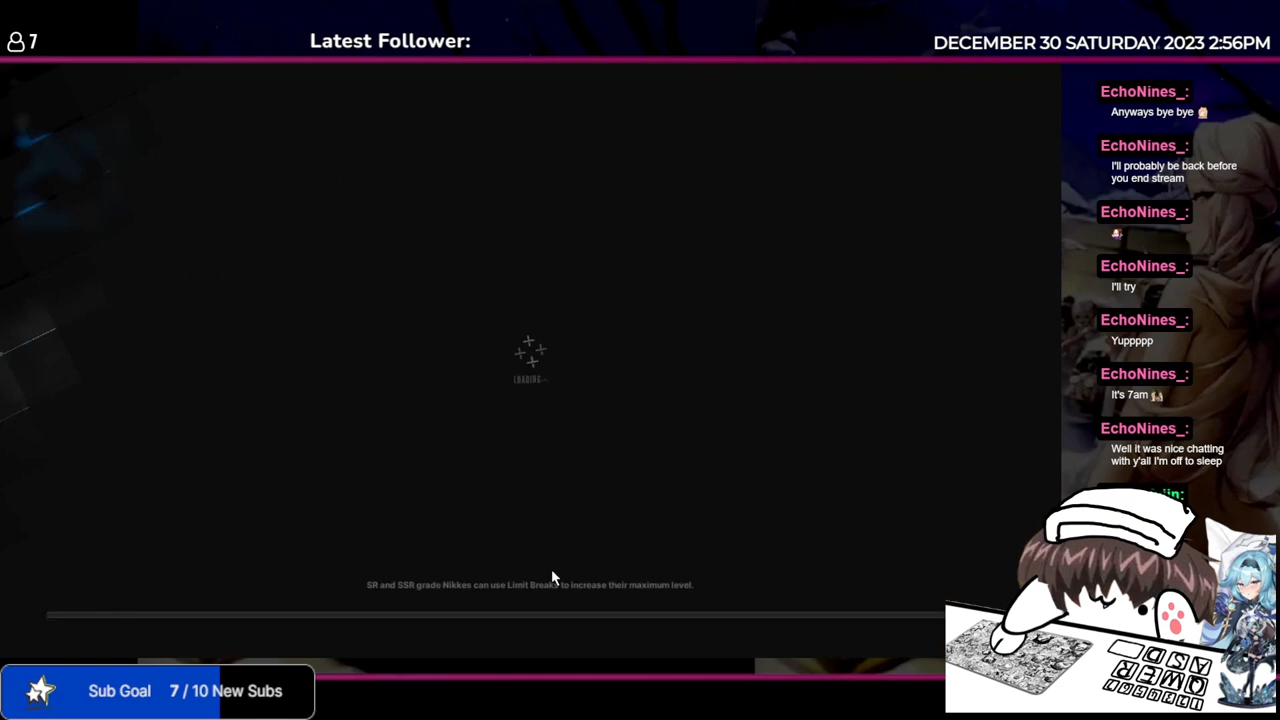 7
Latest Follower:
DECEMBER 30 SATURDAY 2023 2:56PM
EchoNines_:
Anyways bye bye
EchoNines_:
I'll probably be back before
you end stream
EchoNines_:
EchoNines_:
I'll try
EchoNines_:
Yuppppp
EchoNines_:
It's 7am
EchoNines_:
Well it was nice chatting
with y'all I'm off to sleep
LOADING...
SR and SSR grade Nikkes can use Limit Break to increase their maximum level.
Sub Goal 7 / 10 New Subs
D S A
R E W Q